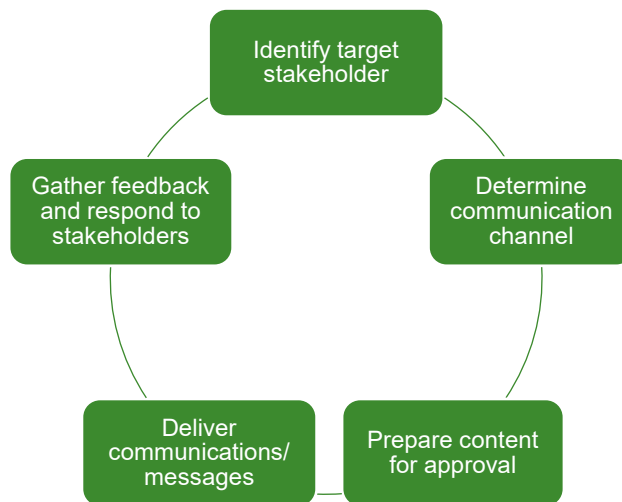 Identify target
stakeholder
Determine
communication
channel
Prepare content
for approval
Deliver
communications/
messages
Gather feedback
and respond to
stakeholders